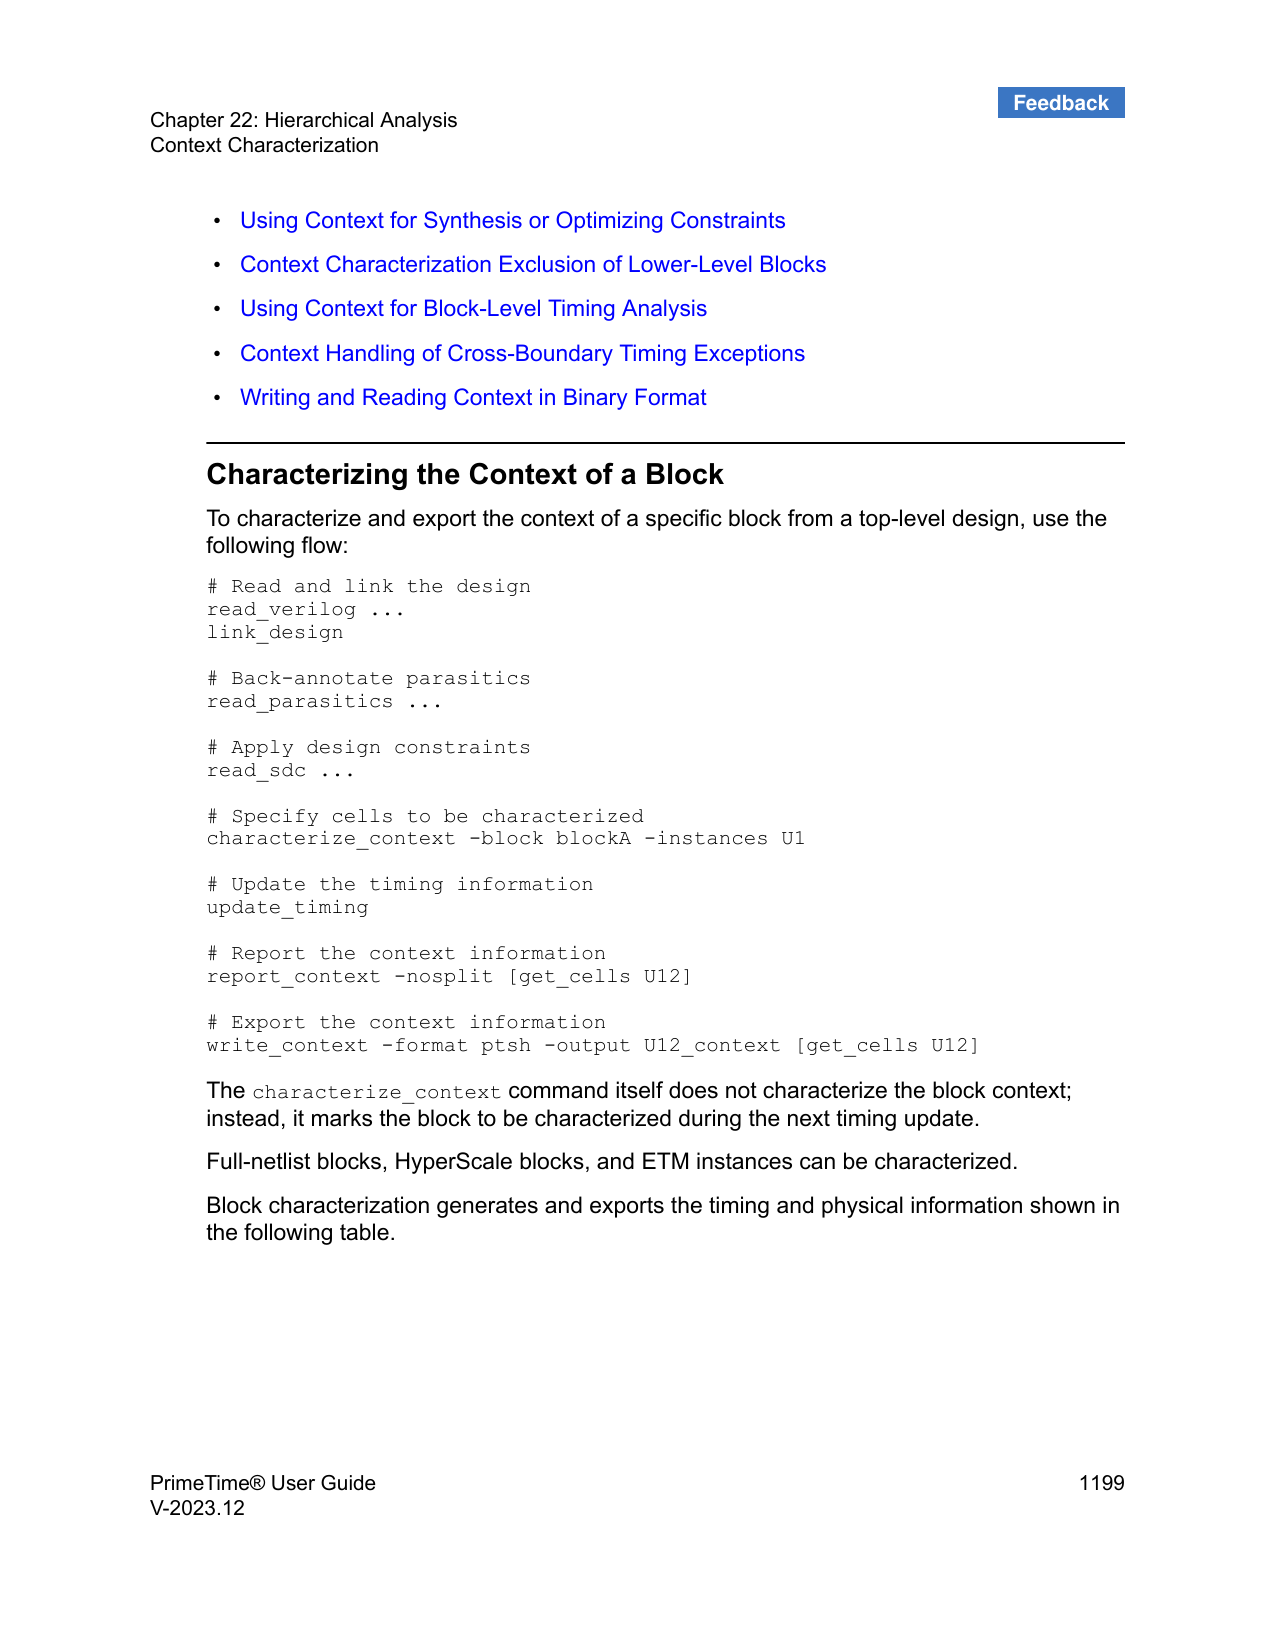 Feedback
Chapter 22: Hierarchical Analysis
Context Characterization
• Using Context for Synthesis or Optimizing Constraints
• Context Characterization Exclusion of Lower-Level Blocks
• Using Context for Block-Level Timing Analysis
• Context Handling of Cross-Boundary Timing Exceptions
• Writing and Reading Context in Binary Format
Characterizing the Context of a Block
To characterize and export the context of a specific block from a top-level design, use the
following flow:
# Read and link the design
read_verilog ...
link_design
# Back-annotate parasitics
read_parasitics ...
# Apply design constraints
read_sdc ...
# Specify cells to be characterized
characterize_context -block blockA -instances U1
# Update the timing information
update_timing
# Report the context information
report_context -nosplit [get_cells U12]
# Export the context information
write_context -format ptsh -output U12_context [get_cells U12]
The characterize_context command itself does not characterize the block context;
instead, it marks the block to be characterized during the next timing update.
Full-netlist blocks, HyperScale blocks, and ETM instances can be characterized.
Block characterization generates and exports the timing and physical information shown in
the following table.
PrimeTime® User Guide 1199
V-2023.12